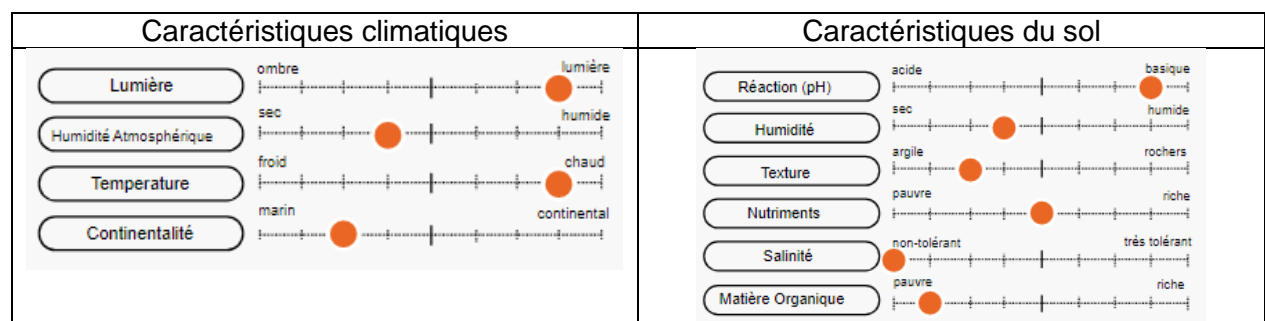 Caractéristiques climatiques
Caractéristiques du sol
ombre lumière
Lumière
sec humide
Humidité Atmosphérique
froid chaud
Temperature
marin continental
Continentalité
acide basique
Réaction (pH)
sec humide
Humidité
argile rochers
Texture
pauvre riche
Nutriments
non-tolérant très tolérant
Salinité
pauvre riche
Matière Organique